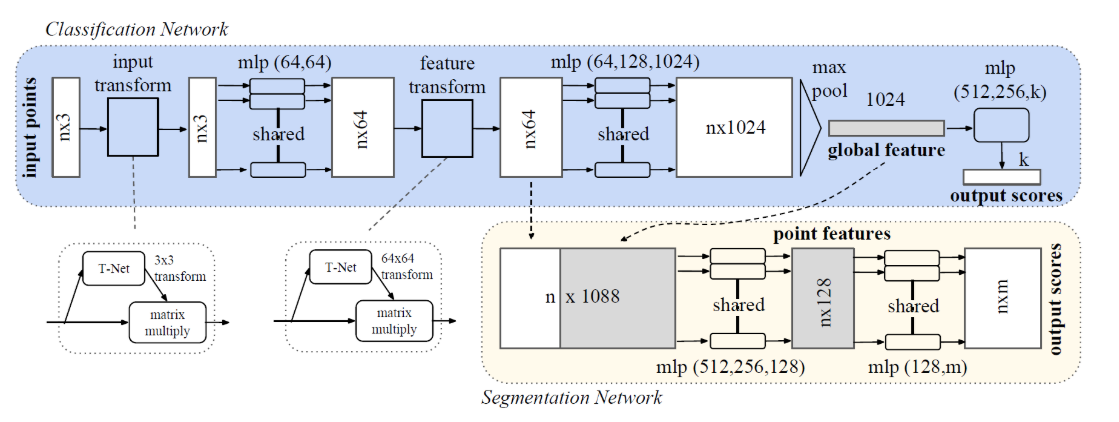 Classification Network
input points
nx3
input
transform
nx3
mlp (64,64)
shared
nx64
feature
transform
nx64
mlp (64,128,1024)
shared
nx1024
max
pool
1024
global feature
mlp
(512,256,k)
k
output scores
T-Net
3x3
transform
matrix
multiply
T-Net
64x64
transform
matrix
multiply
point features
n x 1088
shared
mlp (512,256,128)
nx128
shared
mlp (128,m)
nxm
output scores
Segmentation Network